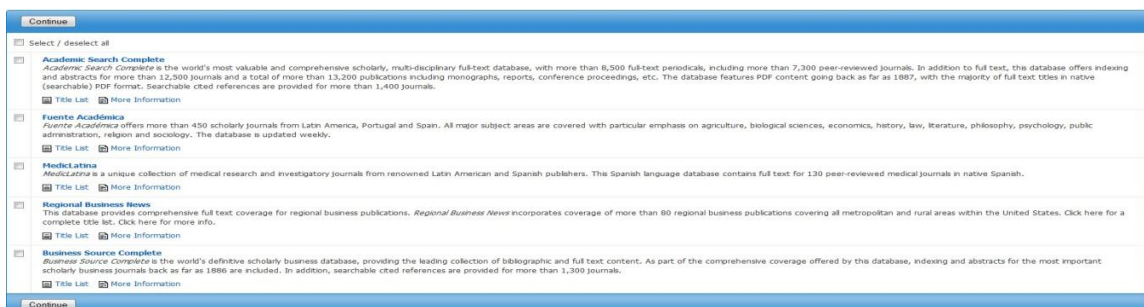 Continue
Select / deselect all
Academic Search Complete
Academic Search Complete is the world's most valuable and comprehensive scholarly, multi-disciplinary full-text database, with more than 8,500 full-text periodicals, including more than 7,300 peer-reviewed journals. In addition to full text, this database offers indexing
and abstracts for more than 12,500 journals and a total of more than 13,200 publications including monographs, reports, conference proceedings, etc. The database features PDF content going back as far as 1887, with the majority of full text titles in native
(searchable) PDF format. Searchable cited references are provided for more than 1,400 journals.
Title List More Information
Fuente Académica
Fuente Académica offers more than 450 scholarly journals from Latin America, Portugal and Spain. All major subject areas are covered with particular emphasis on agriculture, biological sciences, economics, history, law, literature, philosophy, psychology, public
administration, religion and sociology. The database is updated weekly.
Title List More Information
MedicLatina
MedicLatina is a unique collection of medical research and investigatory journals from renowned Latin American and Spanish publishers. This Spanish language database contains full text for 130 peer-reviewed medical journals in native Spanish.
Title List More Information
Regional Business News
This database provides comprehensive full text coverage for regional business publications. Regional Business News incorporates coverage of more than 80 regional business publications covering all metropolitan and rural areas within the United States. Click here for a
complete title list. Click here for more info.
Title List More Information
Business Source Complete
Business Source Complete is the world's definitive scholarly business database, providing the leading collection of bibliographic and full text content. As part of the comprehensive coverage offered by this database, indexing and abstracts for the most important
scholarly business journals back as far as 1886 are included. In addition, searchable cited references are provided for more than 1,300 journals.
Title List More Information
Continue